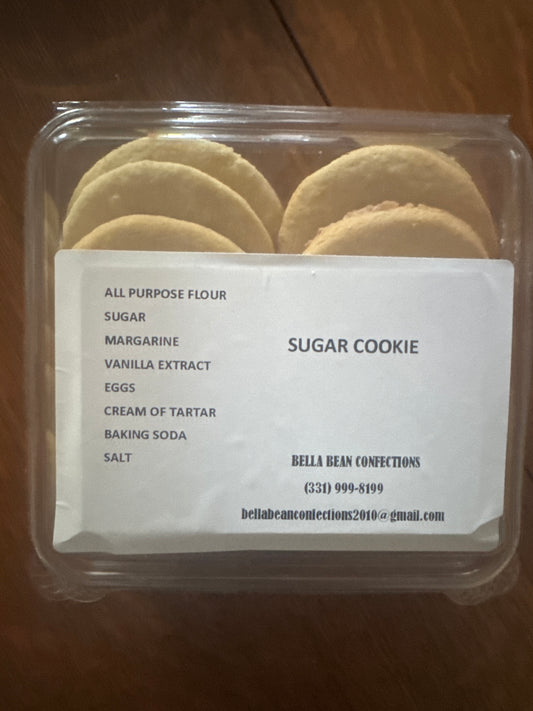 ALL PURPOSE FLOUR
SUGAR
MARGARINE
VANILLA EXTRACT
EGGS
CREAM OF TARTAR
BAKING SODA
SALT
SUGAR COOKIE
BELLA BEAN CONFECTIONS
(331) 999-8199
bellabeanconfections2010@gmail.com